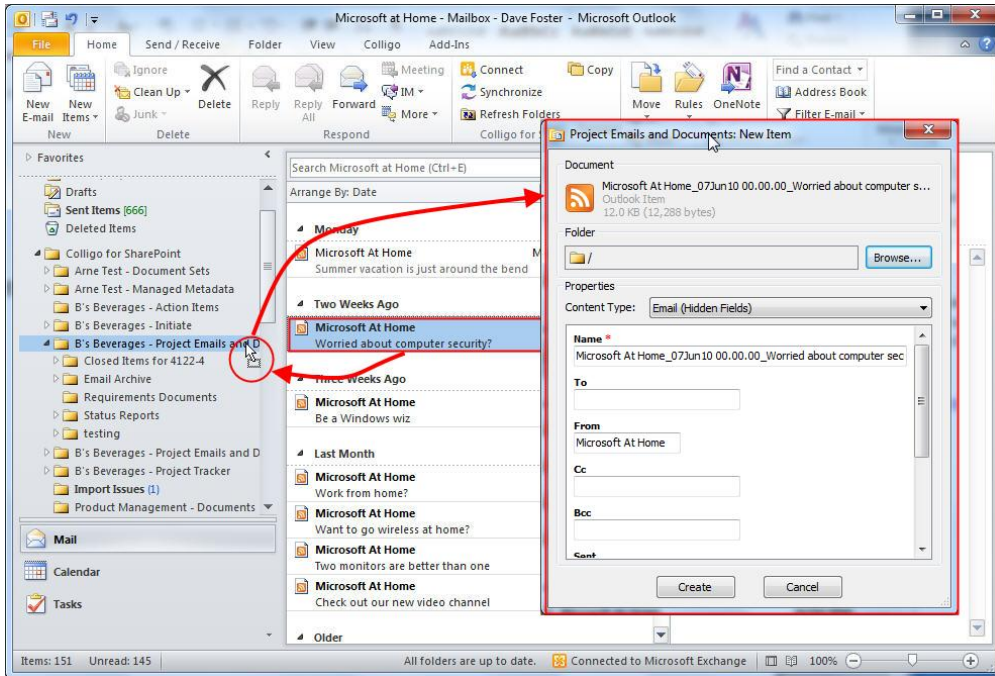 Microsoft at Home - Mailbox - Dave Foster - Microsoft Outlook
File Home Send / Receive Folder View Colligo Add-Ins
Ignore
Clean Up
Junk
New E-mail
New Items
Delete
Reply
Reply All
Forward
Meeting
IM
More
Connect
Synchronize
Refresh Folders
Copy
Move
Rules
OneNote
Find a Contact
Address Book
Filter E-mail
New Delete Respond Colligo for
Favorites
Drafts
Sent Items [666]
Deleted Items
Colligo for SharePoint
Arne Test - Document Sets
Arne Test - Managed Metadata
B's Beverages - Action Items
B's Beverages - Initiate
B's Beverages - Project Emails and D
Closed Items for 4122-4
Email Archive
Requirements Documents
Status Reports
testing
B's Beverages - Project Emails and D
B's Beverages - Project Tracker
Import Issues (1)
Product Management - Documents
Mail
Calendar
Tasks
Search Microsoft at Home (Ctrl+E)
Arrange By: Date
Monday
Microsoft At Home M
Summer vacation is just around the bend
Two Weeks Ago
Microsoft At Home
Worried about computer security?
Three Weeks Ago
Microsoft At Home
Be a Windows wiz
Last Month
Microsoft At Home
Work from home?
Microsoft At Home
Want to go wireless at home?
Microsoft At Home
Two monitors are better than one
Microsoft At Home
Check out our new video channel
Older
Project Emails and Documents: New Item
Document
Microsoft At Home_07Jun10 00.00.00_Worried about computer s...
Outlook Item
12.0 KB (12,288 bytes)
Folder
/
Browse...
Properties
Content Type: Email (Hidden Fields)
Name *
Microsoft At Home_07Jun10 00.00.00_Worried about computer sec
To
From
Microsoft At Home
Cc
Bcc
Sent
Create Cancel
Items: 151 Unread: 145 All folders are up to date. Connected to Microsoft Exchange 100%